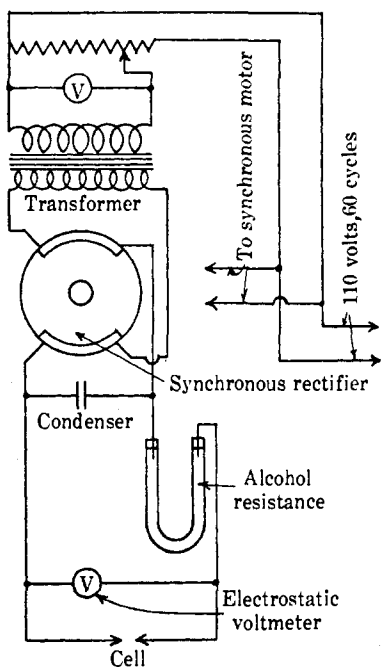 V
To synchronous motor
110 volts, 60 cycles
Transformer
Synchronous rectifier
Condenser
Alcohol
resistance
V
Electrostatic
voltmeter
Cell